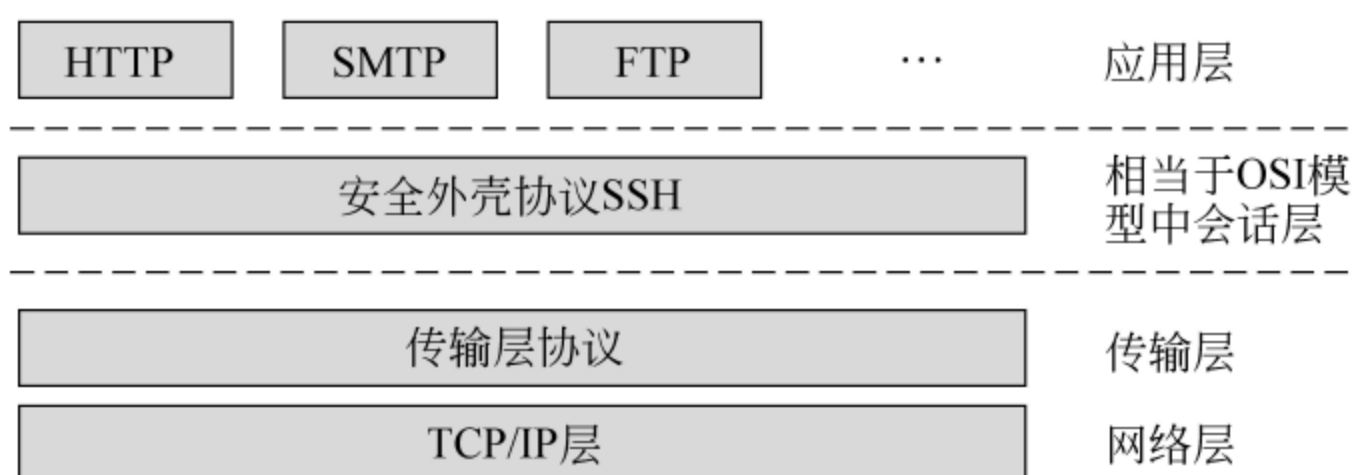 HTTP SMTP FTP … 应用层
安全外壳协议SSH
相当于OSI模
型中会话层
传输层协议 传输层
TCP/IP层 网络层